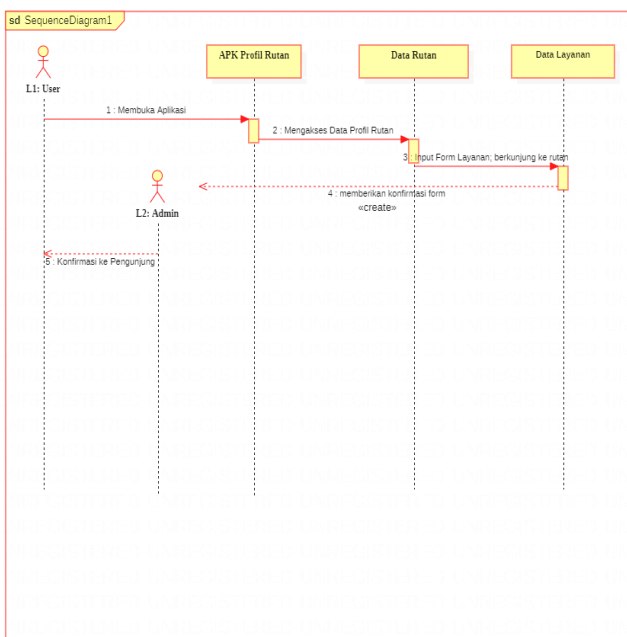 sd SequenceDiagram1
APK Profil Rutan
Data Rutan
Data Layanan
L1: User
1 : Membuka Aplikasi
2 : Mengakses Data Profil Rutan
3 : Input Form Layanan; berkunjung ke rutan
4 : memberikan konfirmasi form
«create»
L2: Admin
5 : Konfirmasi ke Pengunjung